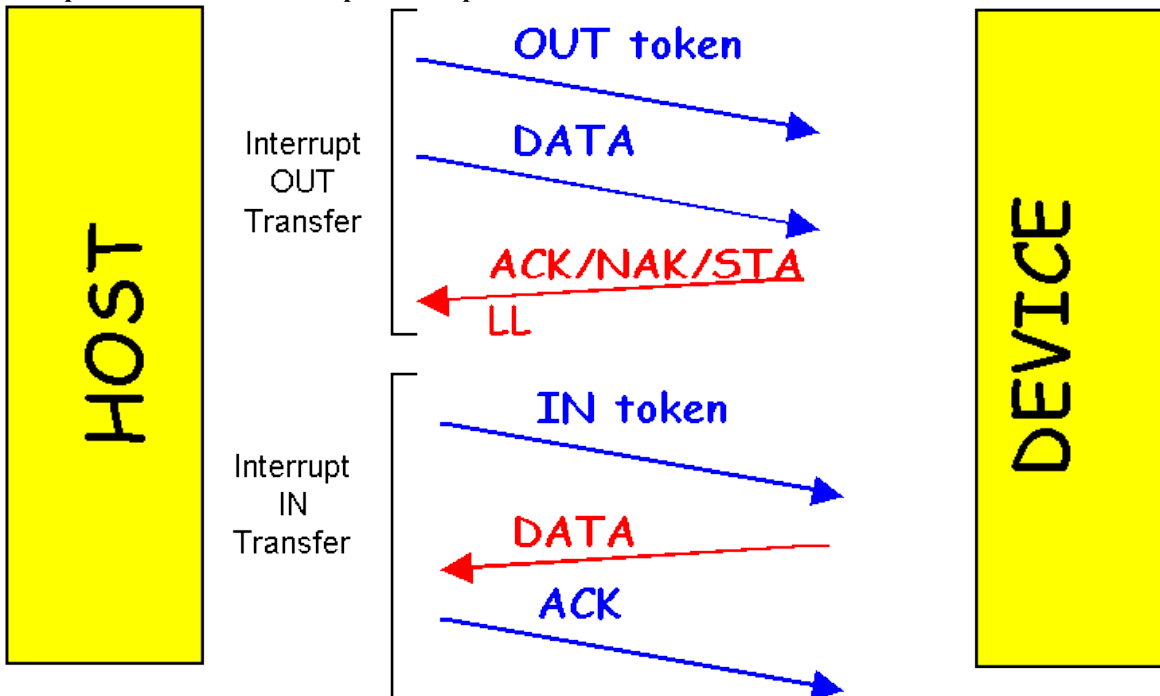 HOST
Interrupt
OUT
Transfer
OUT token
DATA
ACK/NAK/STA
LL
Interrupt
IN
Transfer
IN token
DATA
ACK
DEVICE